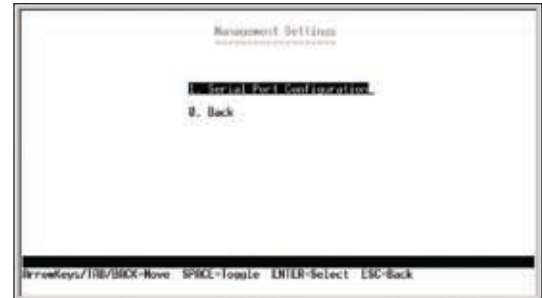 Management Settings
1. Serial Port Configuration
0. Back
ArrowKeys/TAB/BACK-Move SPACE-Toggle ENTER-Select ESC-Back